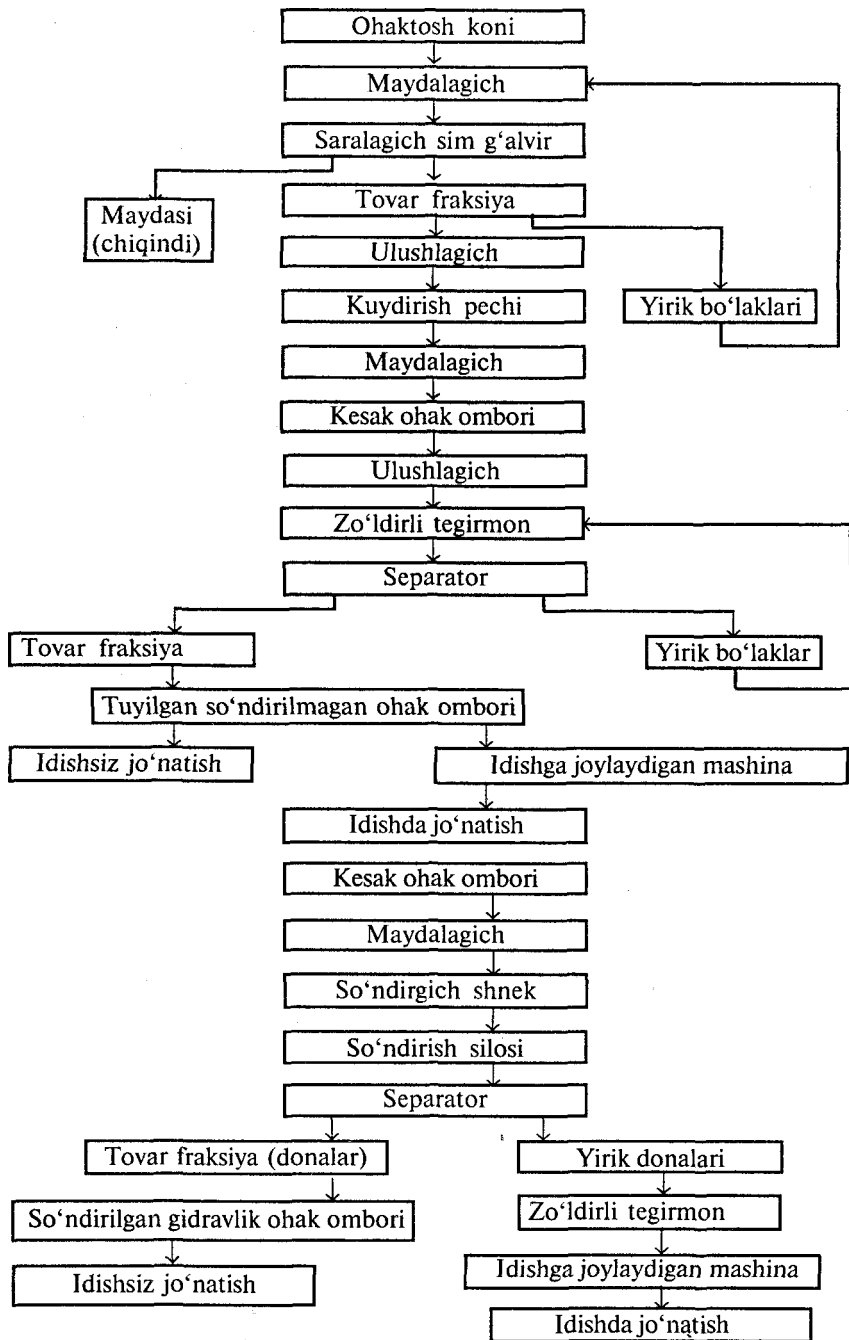 Ohaktosh koni
Maydalagich
Saralagich sim g‘alvir
Tovar fraksiya
Maydasi
(chiqindi)
Ulushlagich
Kuydirish pechi
Yirik bo‘laklari
Maydalagich
Kesak ohak ombori
Ulushlagich
Zo‘ldirli tegirmon
Separator
Tovar fraksiya
Yirik bo‘laklar
Tuyilgan so‘ndirilmagan ohak ombori
Idishsiz jo‘natish
Idishga joylaydigan mashina
Idishda jo‘natish
Kesak ohak ombori
Maydalagich
So‘ndirgich shnek
So‘ndirish silosi
Separator
Tovar fraksiya (donalar)
Yirik donalari
So‘ndirilgan gidravlik ohak ombori
Zo‘ldirli tegirmon
Idishsiz jo‘natish
Idishga joylaydigan mashina
Idishda jo‘natish